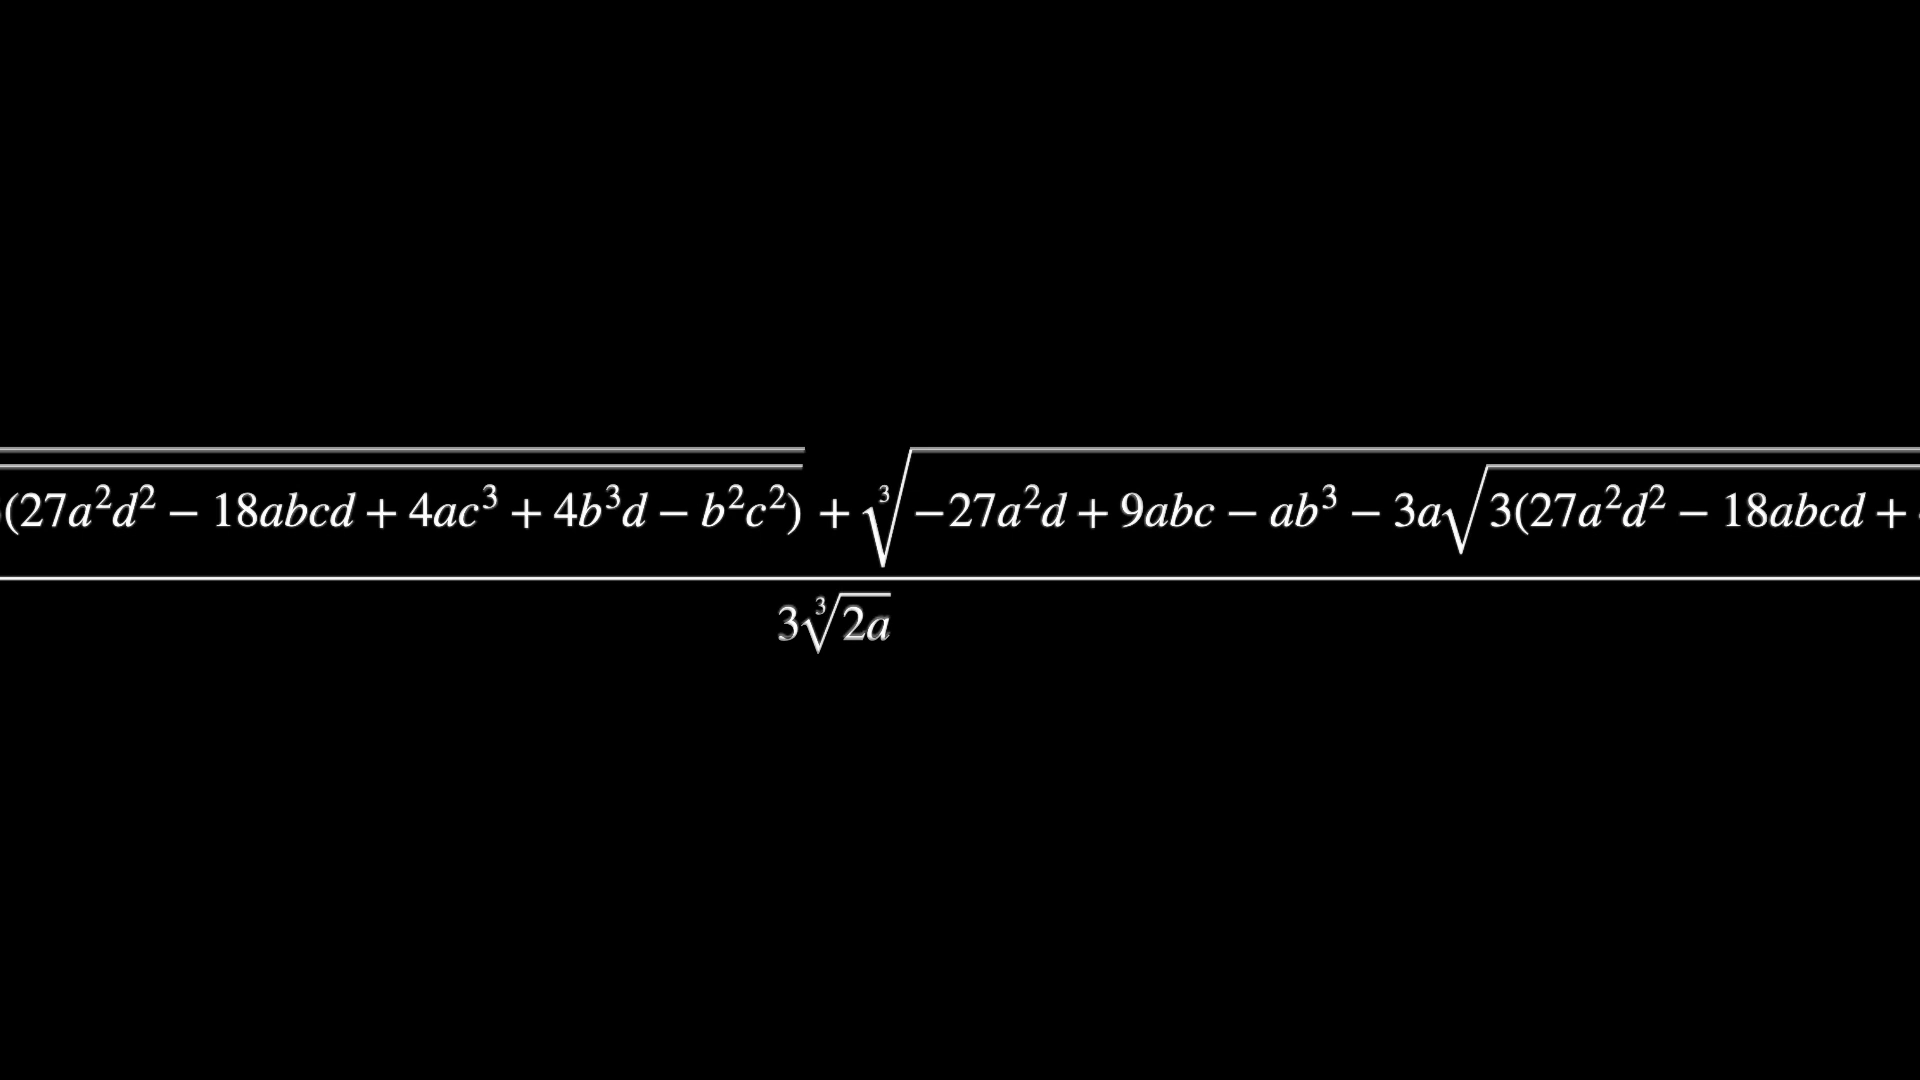 (27a²d² − 18abcd + 4ac³ + 4b³d − b²c²) + ∛−27a²d + 9abc − ab³ − 3a√3(27a²d² − 18abcd +
3∛2a